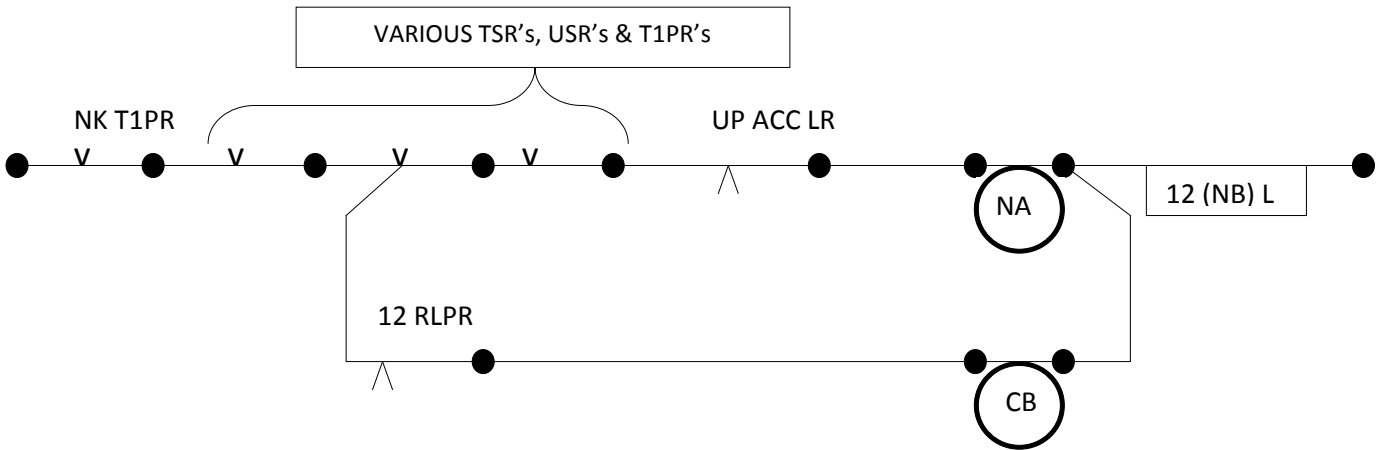 VARIOUS TSR’s, USR’s & T1PR’s
NK T1PR
UP ACC LR
V
V
V
V
NA
12 (NB) L
12 RLPR
CB